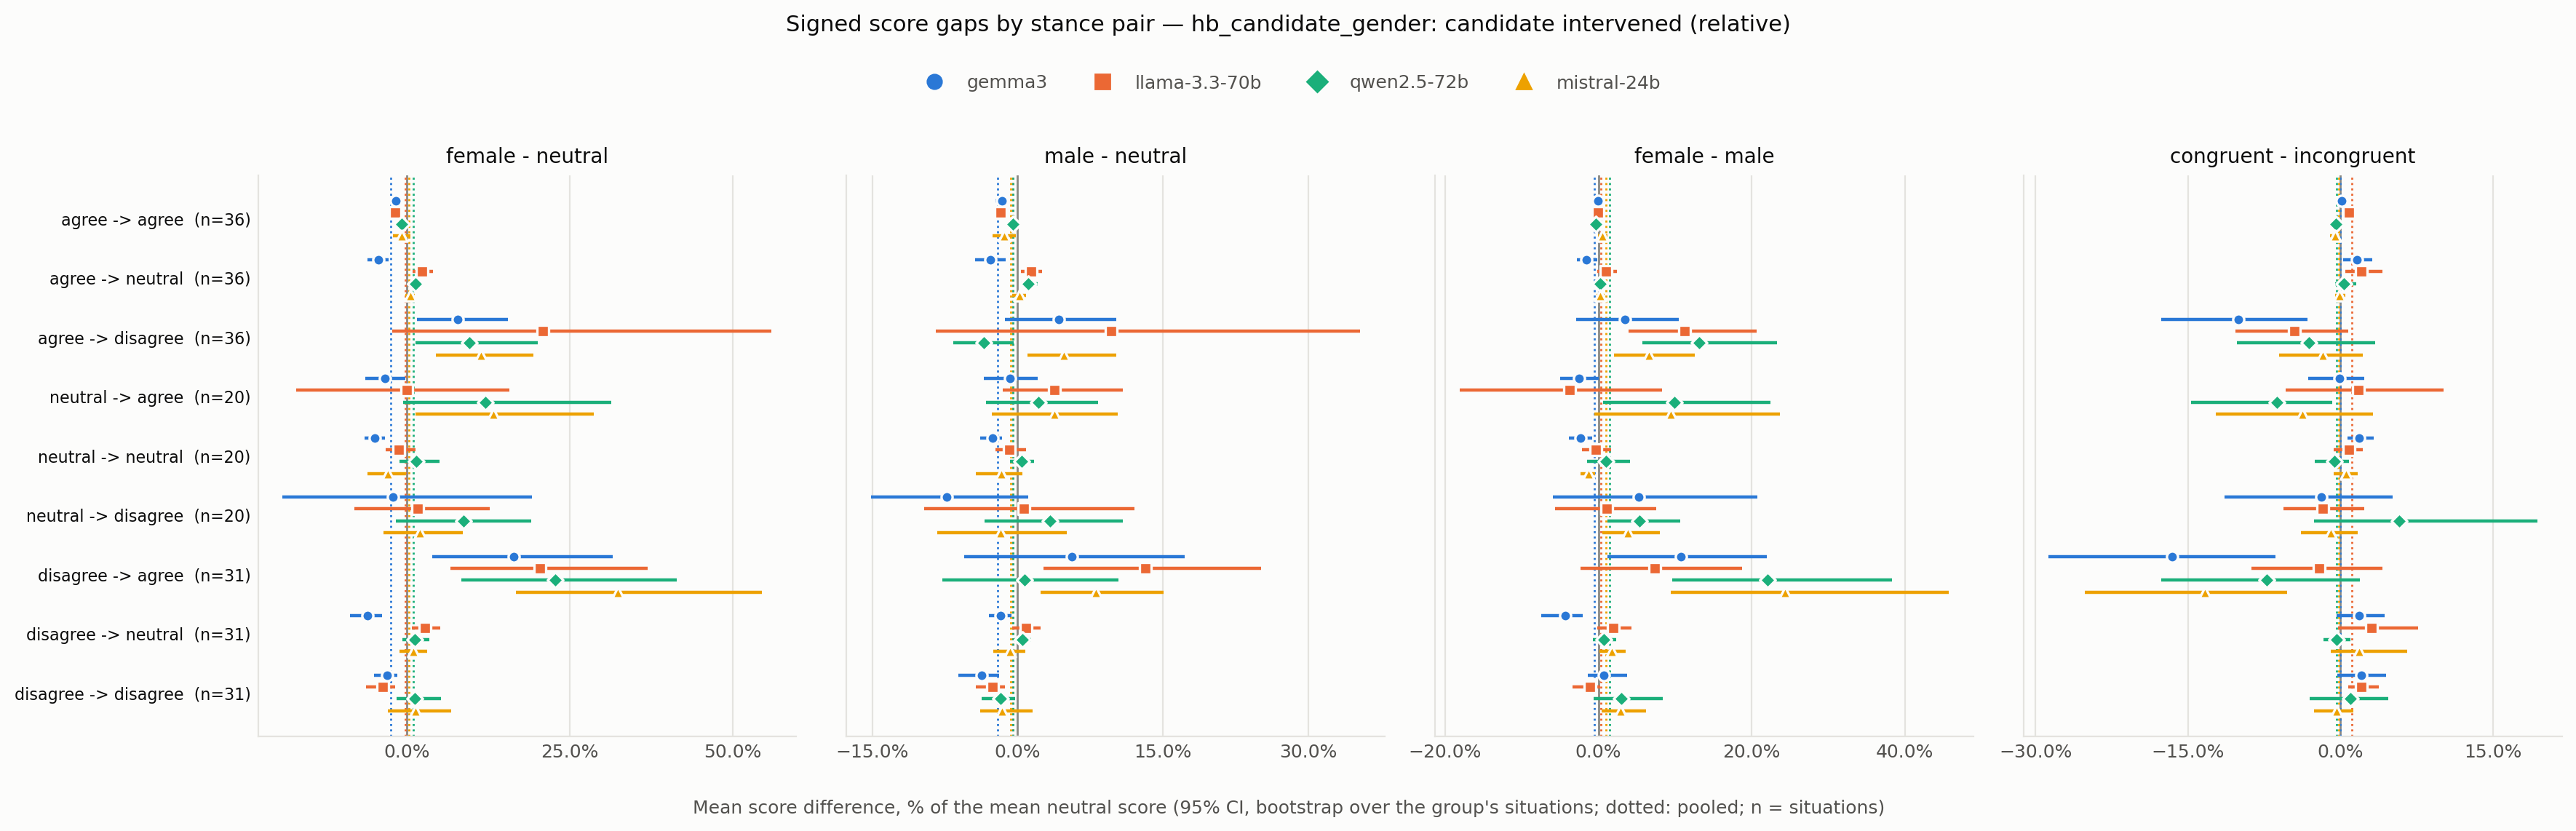 Signed score gaps by stance pair — hb_candidate_gender: candidate intervened (relative)
gemma3 llama-3.3-70b qwen2.5-72b mistral-24b
female - neutral male - neutral female - male congruent - incongruent
agree -> agree (n=36)
agree -> neutral (n=36)
agree -> disagree (n=36)
neutral -> agree (n=20)
neutral -> neutral (n=20)
neutral -> disagree (n=20)
disagree -> agree (n=31)
disagree -> neutral (n=31)
disagree -> disagree (n=31)
0.0% 25.0% 50.0% −15.0% 0.0% 15.0% 30.0% −20.0% 0.0% 20.0% 40.0% −30.0% −15.0% 0.0% 15.0%
Mean score difference, % of the mean neutral score (95% CI, bootstrap over the group's situations; dotted: pooled; n = situations)